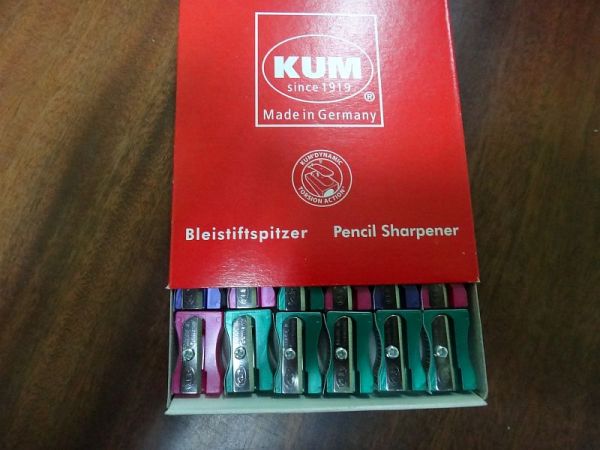 KUM
since 1919
®
Made in Germany
KUM DYNAMIC
TORSION ACTION
Bleistiftspitzer Pencil Sharpener